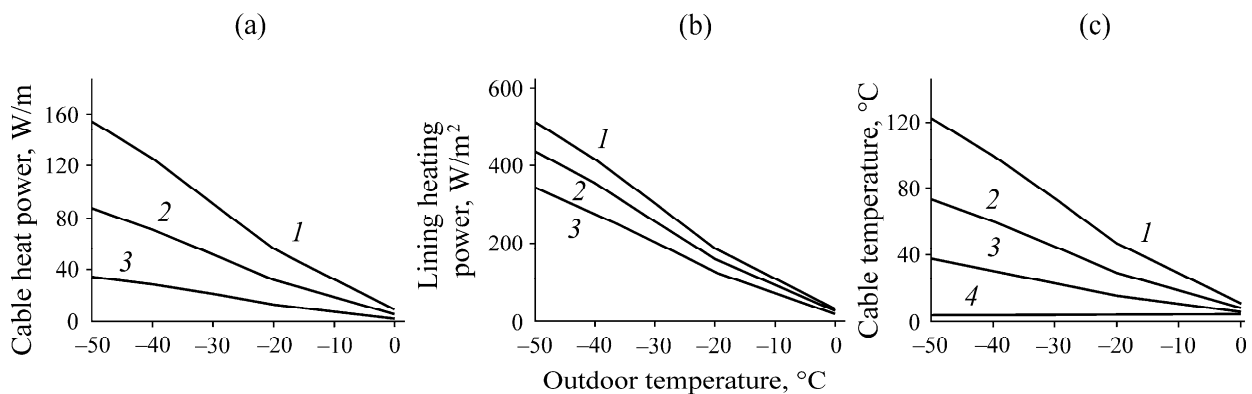 (a)
Cable heat power, W/m
160
120
80
40
0
1
2
3
–50 –40 –30 –20 –10 0
(b)
Lining heating
power, W/m²
600
400
200
0
1
2
3
–50 –40 –30 –20 –10 0
Outdoor temperature, °C
(c)
Cable temperature, °C
120
80
40
0
1
2
3
4
–50 –40 –30 –20 –10 0